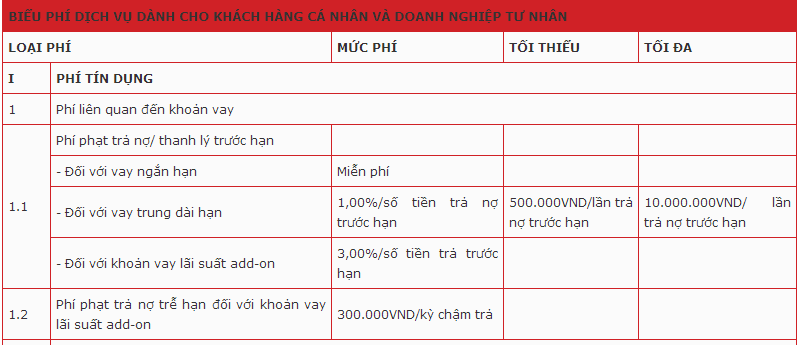 BIỂU PHÍ DỊCH VỤ DÀNH CHO KHÁCH HÀNG CÁ NHÂN VÀ DOANH NGHIỆP TƯ NHÂN
LOẠI PHÍ MỨC PHÍ TỐI THIỂU TỐI ĐA
I PHÍ TÍN DỤNG
1 Phí liên quan đến khoản vay
1.1
Phí phạt trả nợ/ thanh lý trước hạn
- Đối với vay ngắn hạn Miễn phí
- Đối với vay trung dài hạn
1,00%/số tiền trả nợ
trước hạn
500.000VND/lần trả
nợ trước hạn
10.000.000VND/ lần
trả nợ trước hạn
- Đối với khoản vay lãi suất add-on
3,00%/số tiền trả trước
hạn
1.2
Phí phạt trả nợ trễ hạn đối với khoản vay
lãi suất add-on
300.000VND/kỳ chậm trả